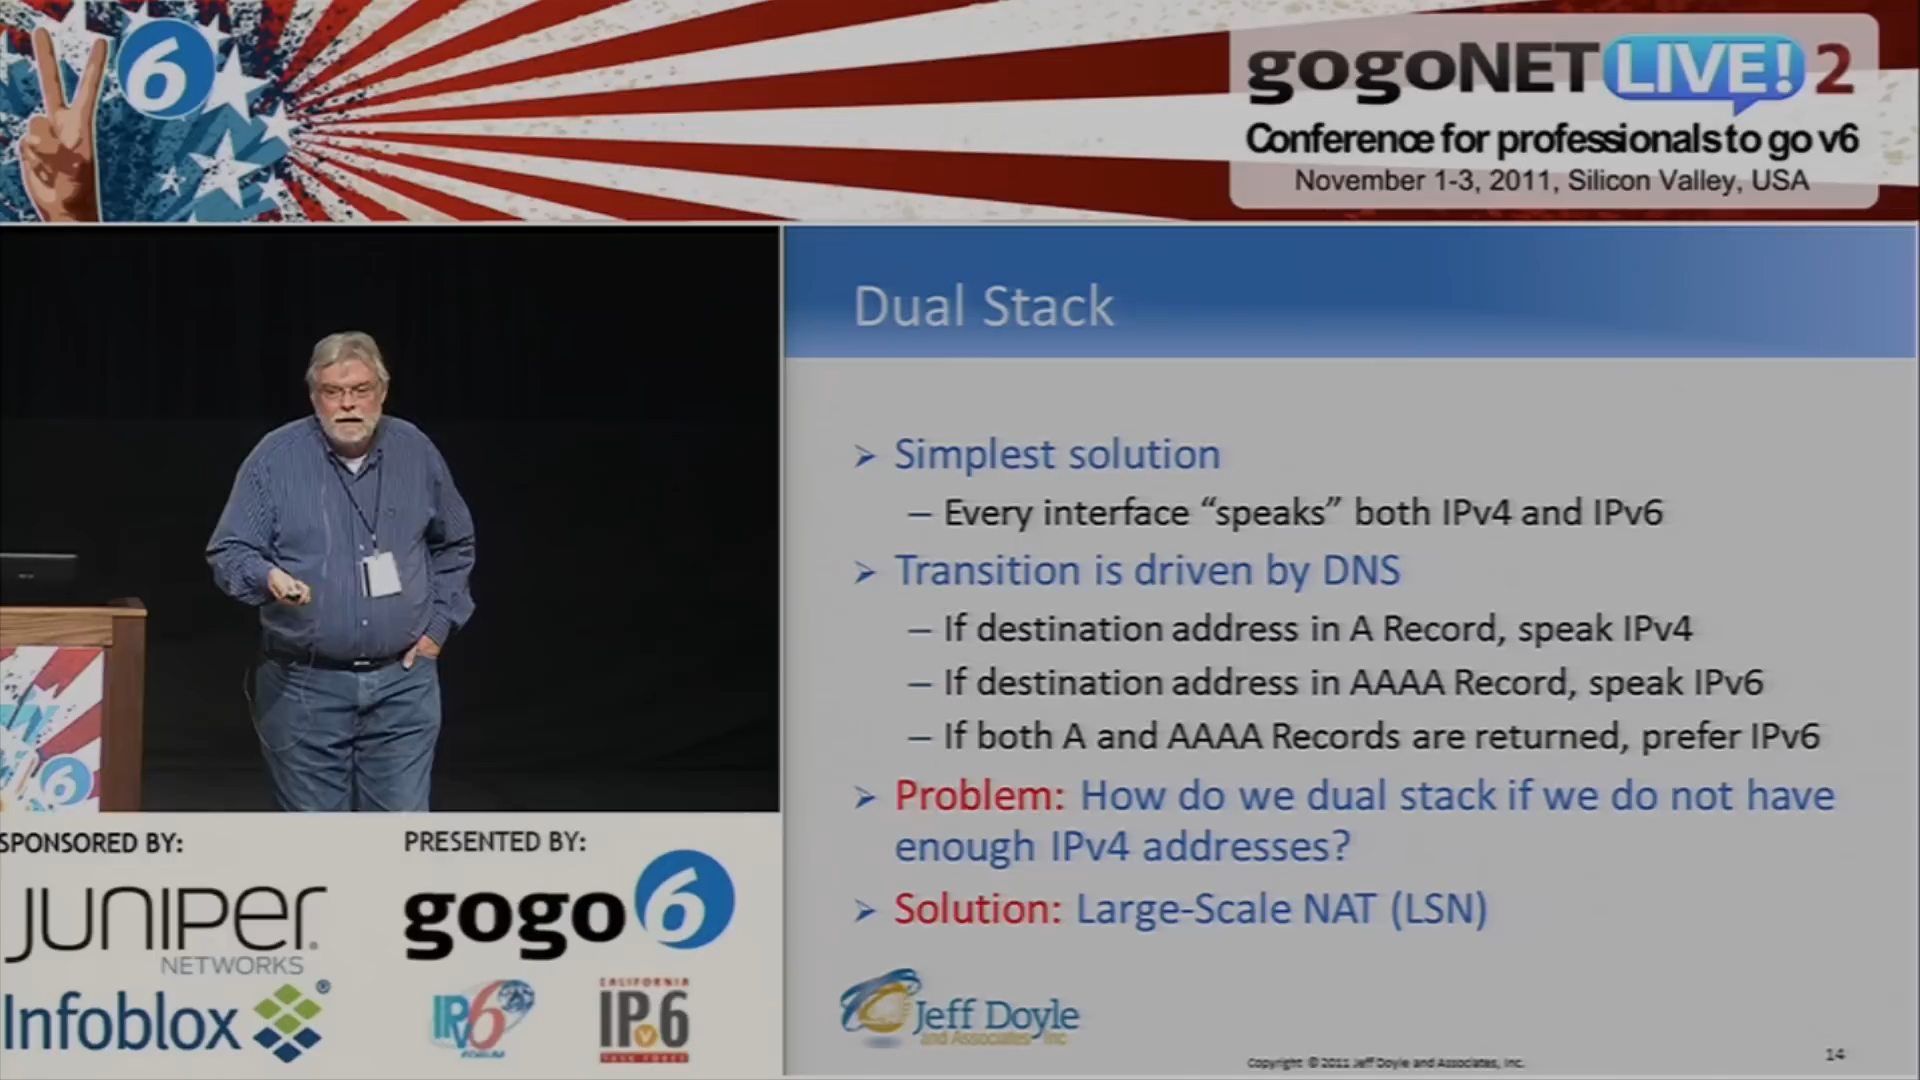 6
gogoNET LIVE! 2
Conference for professionals to go v6
November 1-3, 2011, Silicon Valley, USA
Dual Stack
➢ Simplest solution
– Every interface “speaks” both IPv4 and IPv6
➢ Transition is driven by DNS
– If destination address in A Record, speak IPv4
– If destination address in AAAA Record, speak IPv6
– If both A and AAAA Records are returned, prefer IPv6
➢ Problem: How do we dual stack if we do not have
enough IPv4 addresses?
➢ Solution: Large-Scale NAT (LSN)
Jeff Doyle
and Associates, Inc
Copyright © 2011 Jeff Doyle and Associates, Inc.
14
6
SPONSORED BY:
JUNIPER
NETWORKS
Infoblox ®
PRESENTED BY:
gogo6
IPv6
FORUM
CALIFORNIA
IPv6
TASK FORCE